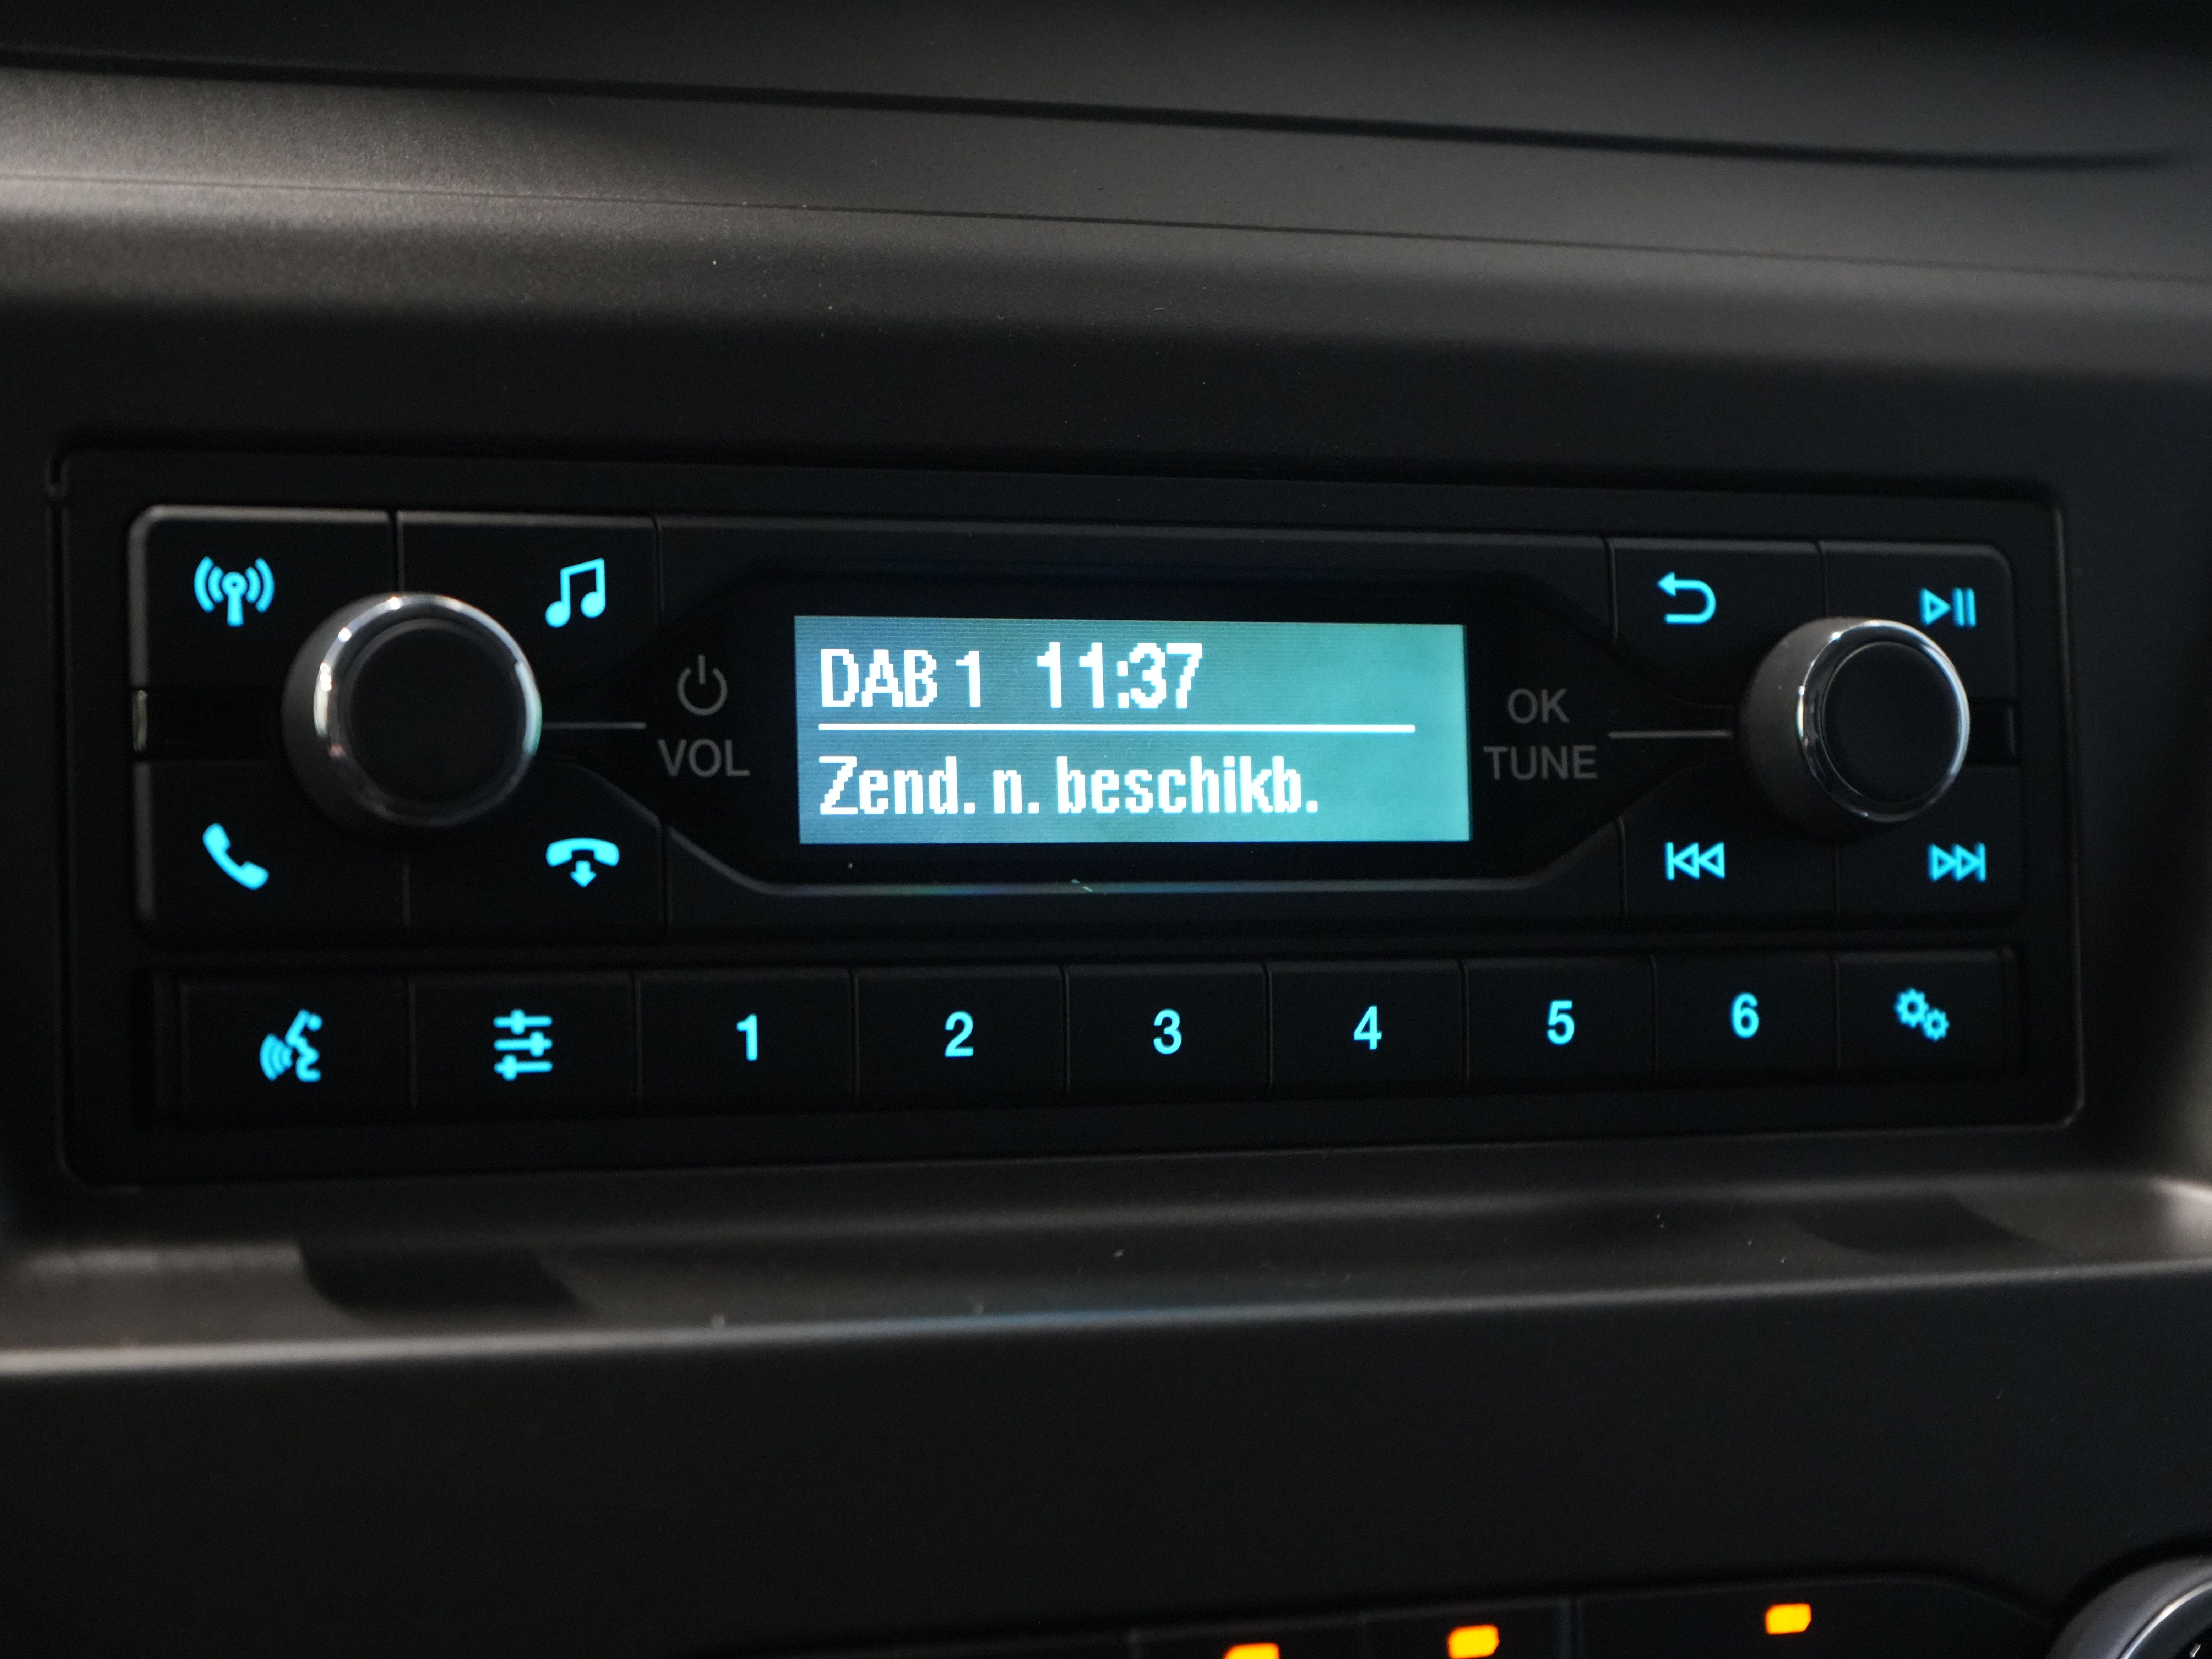 DAB 1 11:37
VOL
OK
TUNE
Zend. n. beschikb.
1 2 3 4 5 6